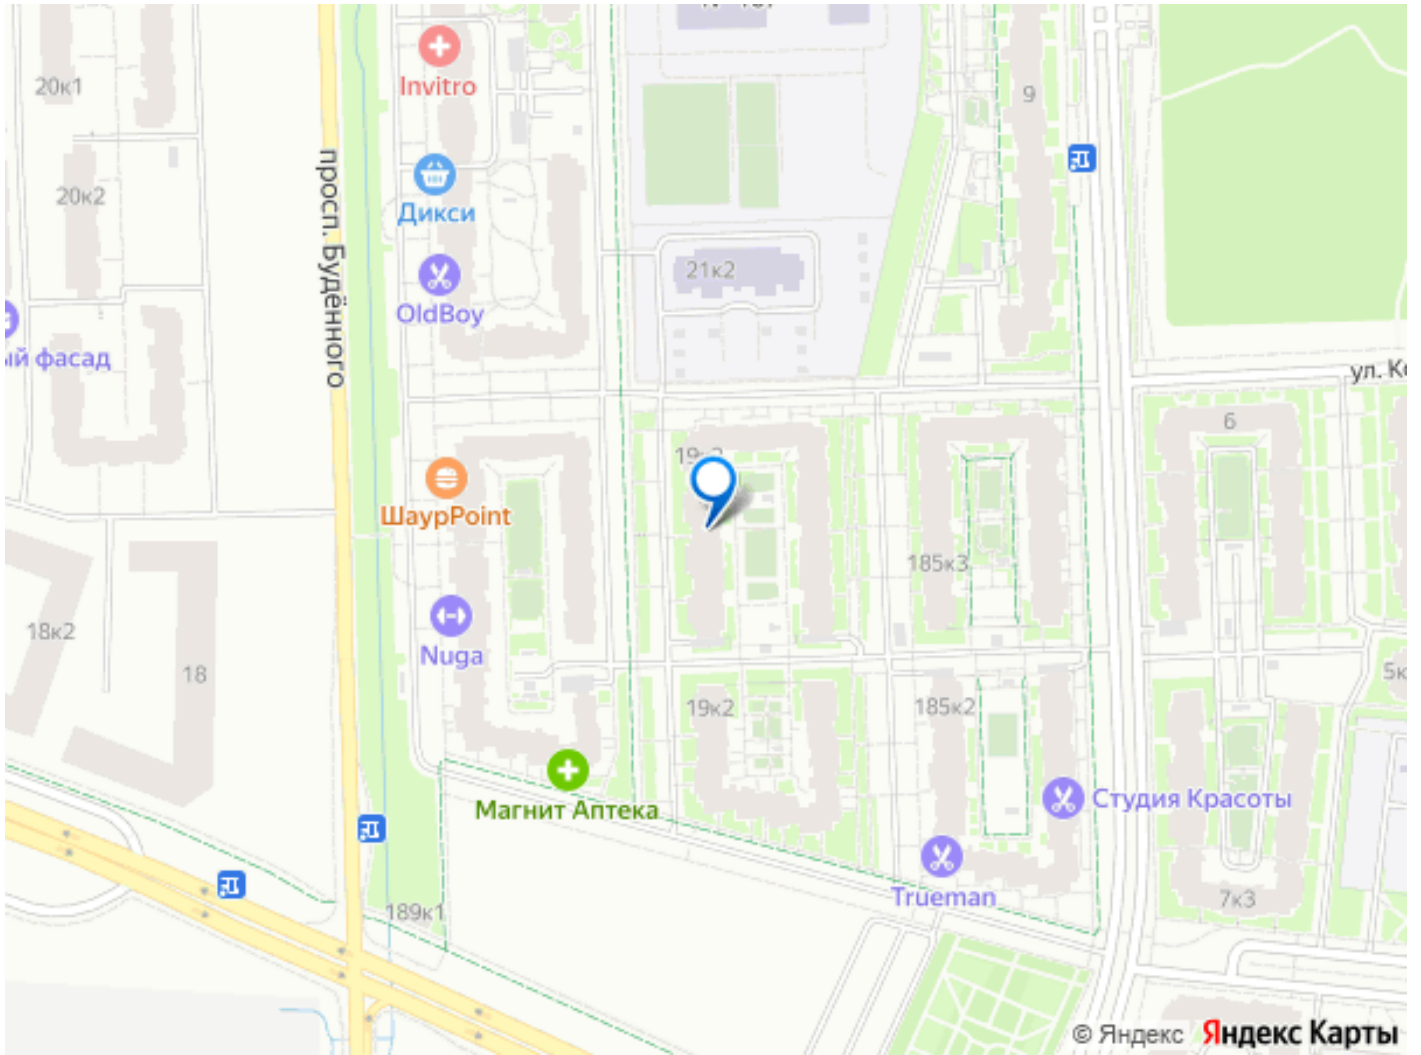 20к1
Invitro
9
20к2
просп. Будённого
Дикси
21к2
OldBoy
ый фасад
ул. Ко
6
ШаурPoint
185к3
18к2
Nuga
18
5к
19к2
185к2
Магнит Аптека
Студия Красоты
Trueman
189к1
7к3
© Яндекс Яндекс Карты